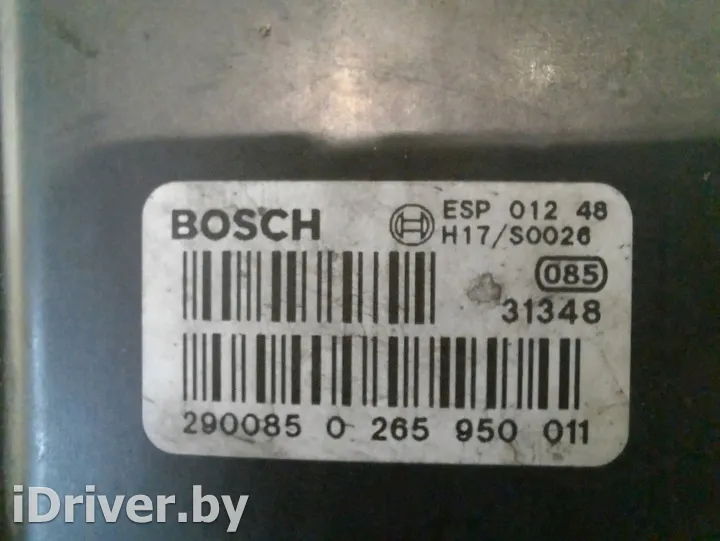 BOSCH
ESP 012 48
H17/S0026
085
31348
290085 0 265 950 011
iDriver.by